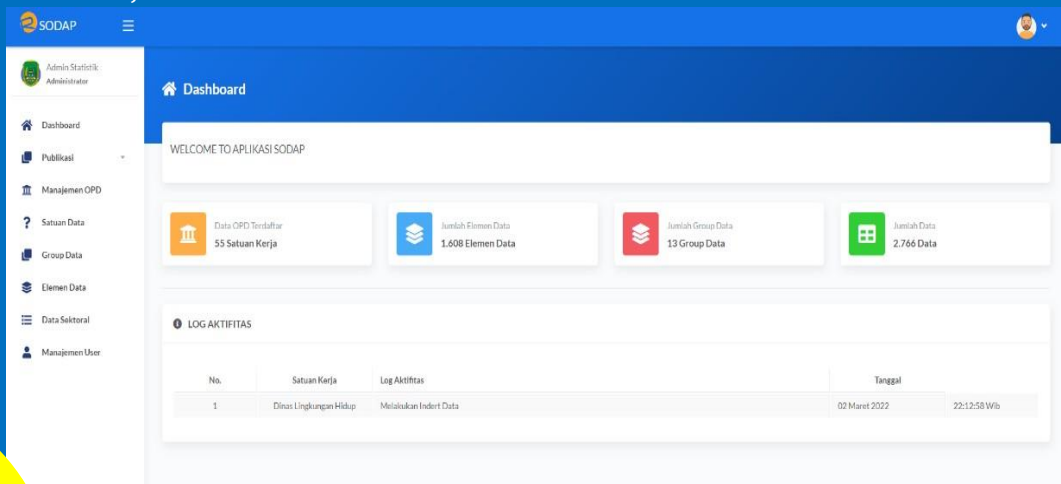 SODAP
Admin Statistik
Administrator
Dashboard
Publikasi
Manajemen OPD
Satuan Data
Group Data
Elemen Data
Data Sektoral
Manajemen User
Dashboard
WELCOME TO APLIKASI SODAP
Data OPD Terdaftar
55 Satuan Kerja
Jumlah Elemen Data
1.608 Elemen Data
Jumlah Group Data
13 Group Data
Jumlah Data
2.766 Data
LOG AKTIFITAS
No. Satuan Kerja Log Aktifitas Tanggal
1 Dinas Lingkungan Hidup Melakukan Indert Data 02 Maret 2022 22:12:58 Wib